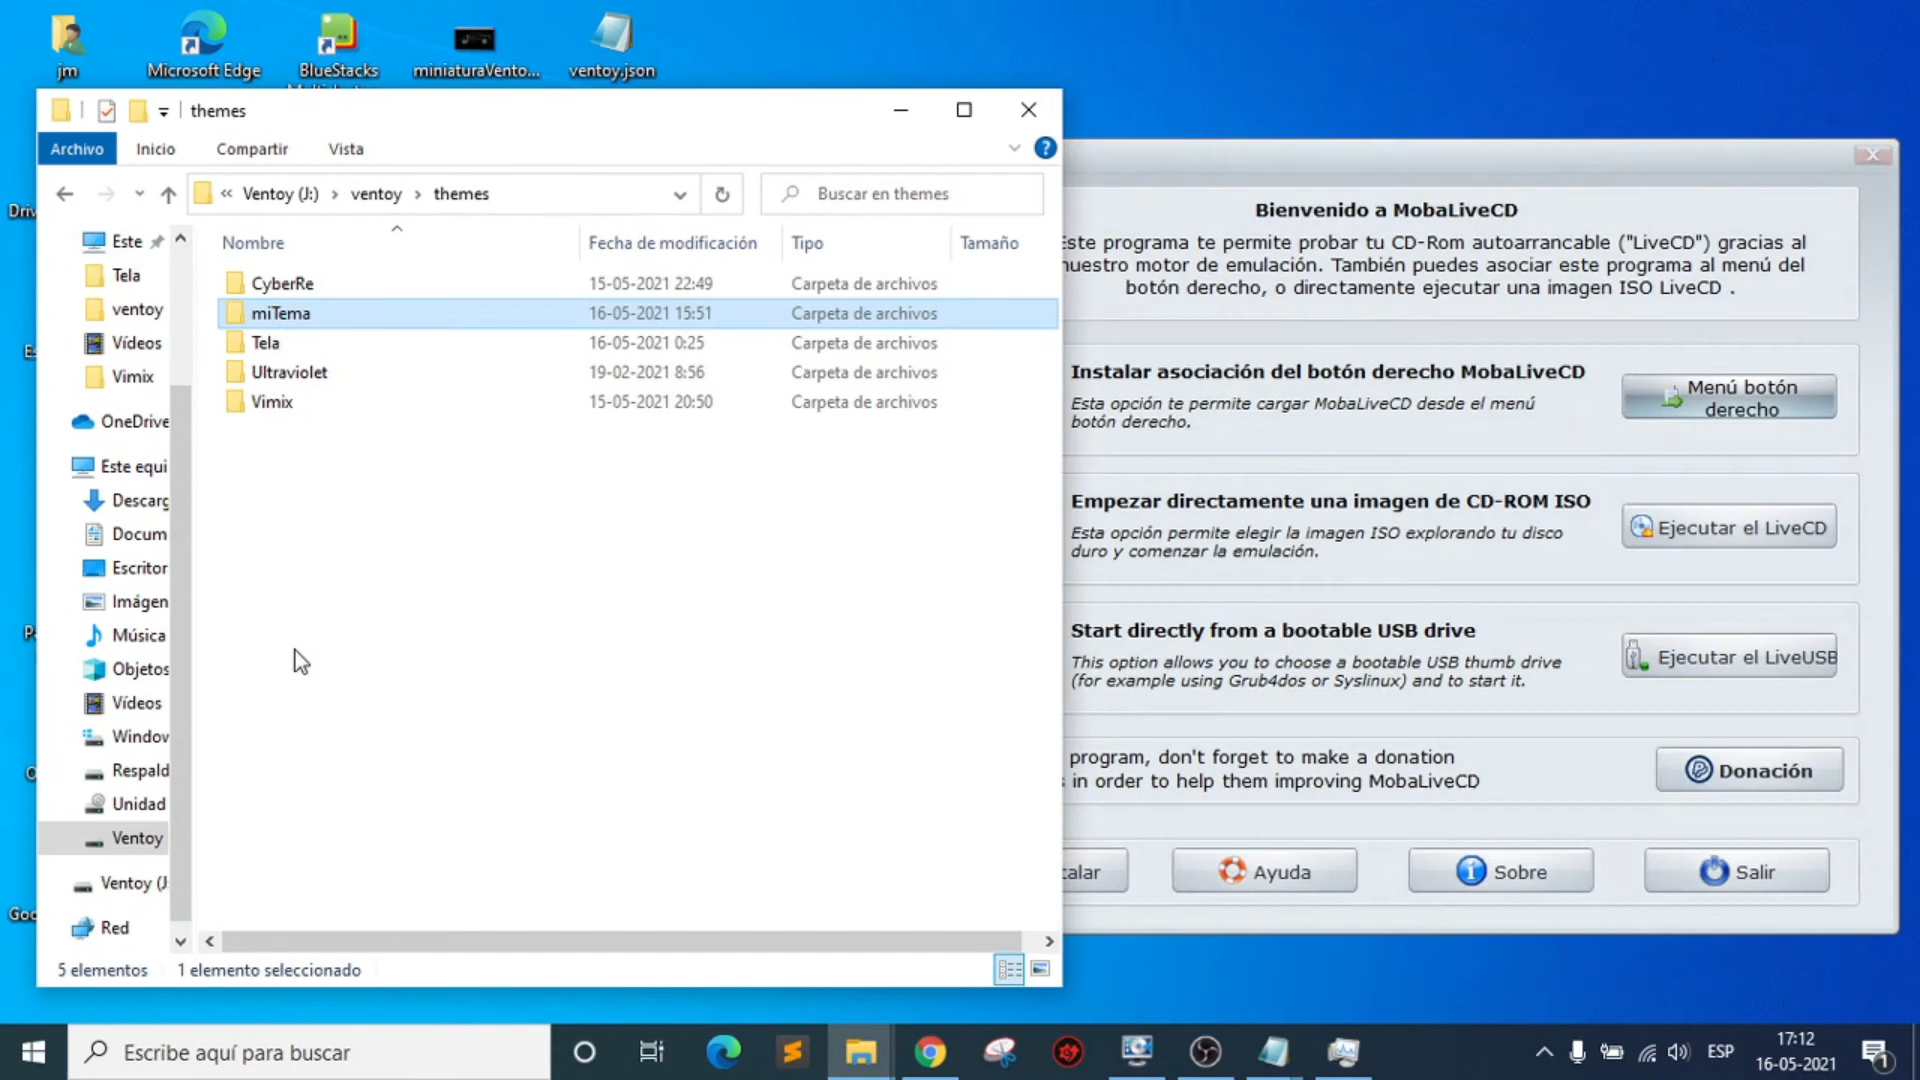 jm
Microsoft Edge
BlueStacks
miniaturaVento...
ventoy.json
themes
Archivo
Inicio
Compartir
Vista
«
Ventoy (J:)
ventoy
themes
Buscar en themes
Este
Tela
ventoy
Vídeos
Vimix
OneDrive
Este equi
Descarg
Docum
Escritor
Imágen
Música
Objetos
Vídeos
Window
Respald
Unidad
Ventoy
Ventoy (J:
Red
Nombre
Fecha de modificación
Tipo
Tamaño
CyberRe 15-05-2021 22:49 Carpeta de archivos
miTema 16-05-2021 15:51 Carpeta de archivos
Tela 16-05-2021 0:25 Carpeta de archivos
Ultraviolet 19-02-2021 8:56 Carpeta de archivos
Vimix 15-05-2021 20:50 Carpeta de archivos
5 elementos
1 elemento seleccionado
Bienvenido a MobaLiveCD
Este programa te permite probar tu CD-Rom autoarrancable ("LiveCD") gracias al
nuestro motor de emulación. También puedes asociar este programa al menú del
botón derecho, o directamente ejecutar una imagen ISO LiveCD .
Instalar asociación del botón derecho MobaLiveCD
Esta opción te permite cargar MobaLiveCD desde el menú
botón derecho.
Menú botón
derecho
Empezar directamente una imagen de CD-ROM ISO
Esta opción permite elegir la imagen ISO explorando tu disco
duro y comenzar la emulación.
Ejecutar el LiveCD
Start directly from a bootable USB drive
This option allows you to choose a bootable USB thumb drive
(for example using Grub4dos or Syslinux) and to start it.
Ejecutar el LiveUSB
program, don't forget to make a donation
in order to help them improving MobaLiveCD
Donación
talar
Ayuda
Sobre
Salir
Driv
Goo
Escribe aquí para buscar
ESP
17:12
16-05-2021
1